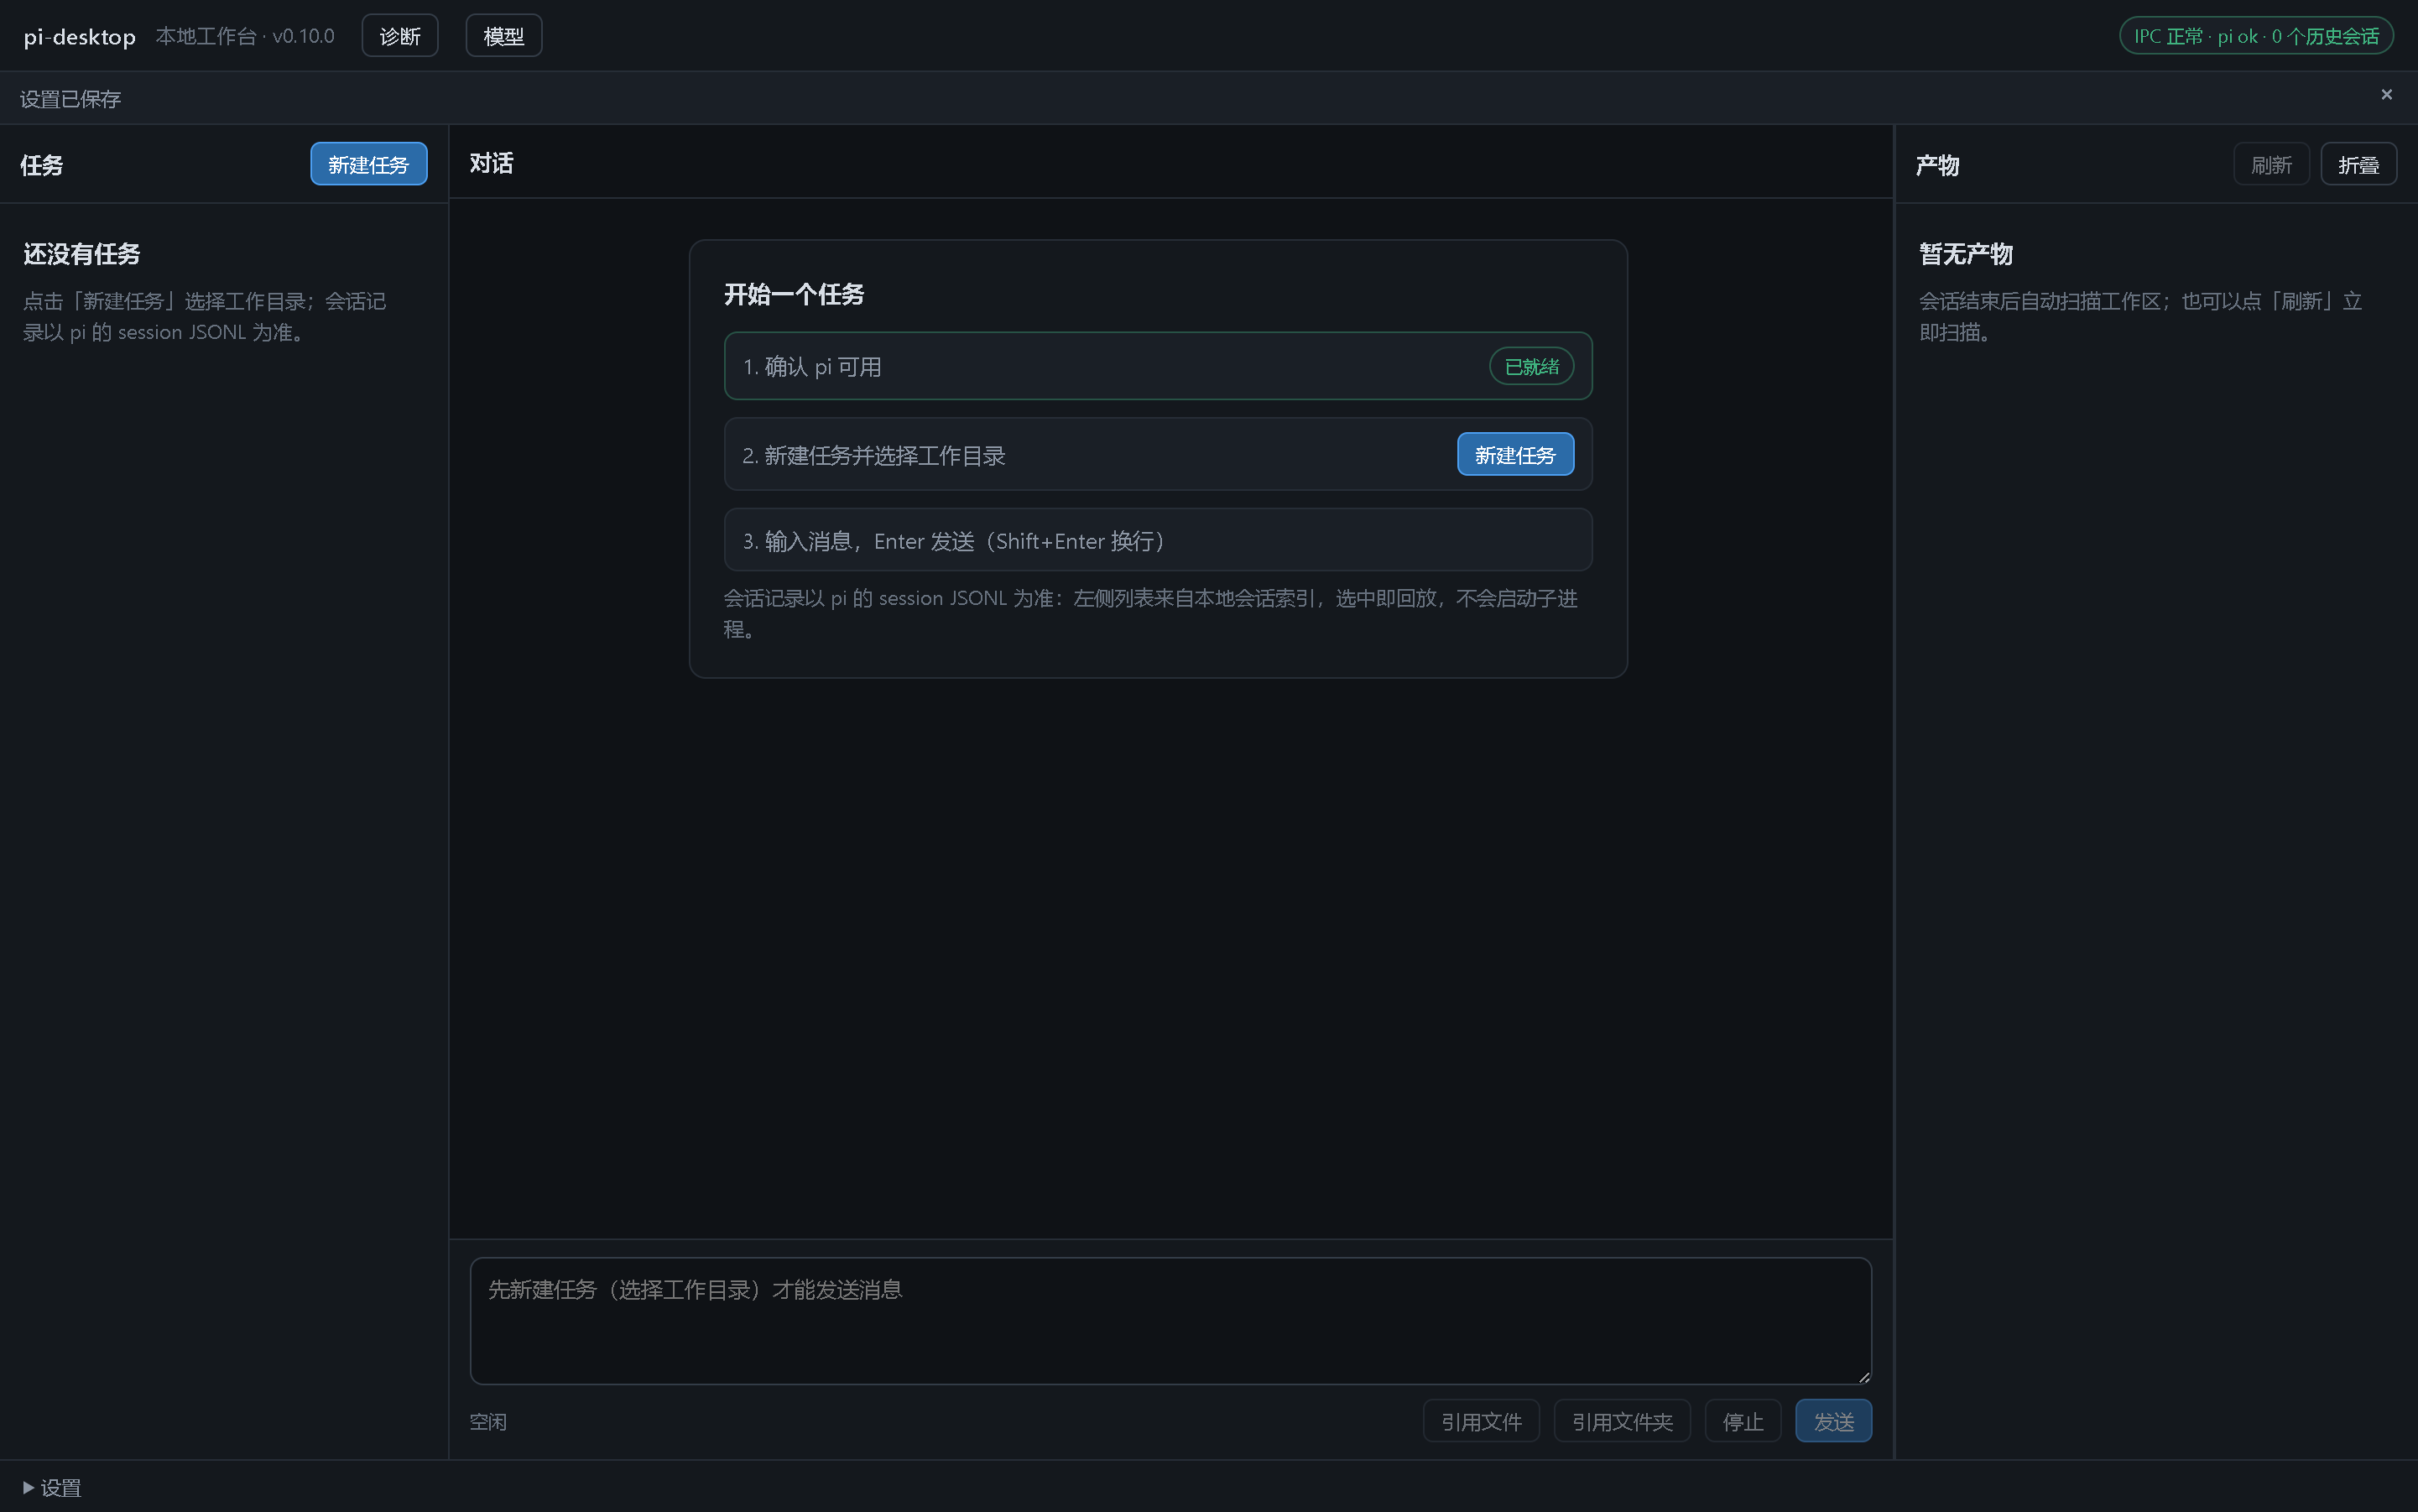 pi-desktop 本地工作台 · v0.10.0 诊断 模型 IPC 正常 · pi ok · 0 个历史会话
设置已保存 ×
任务 新建任务
还没有任务
点击「新建任务」选择工作目录；会话记
录以 pi 的 session JSONL 为准。
对话
开始一个任务
1. 确认 pi 可用 已就绪
2. 新建任务并选择工作目录 新建任务
3. 输入消息，Enter 发送（Shift+Enter 换行）
会话记录以 pi 的 session JSONL 为准：左侧列表来自本地会话索引，选中即回放，不会启动子进
程。
先新建任务（选择工作目录）才能发送消息
空闲 引用文件 引用文件夹 停止 发送
产物 刷新 折叠
暂无产物
会话结束后自动扫描工作区；也可以点「刷新」立
即扫描。
▶ 设置